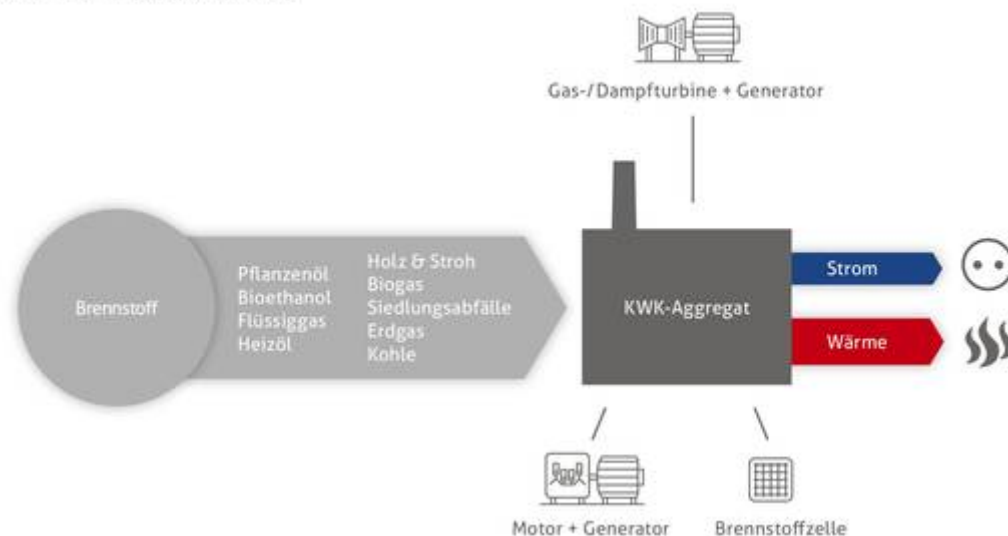 Gas-/Dampfturbine + Generator
Brennstoff
Pflanzenöl
Bioethanol
Flüssiggas
Heizöl
Holz & Stroh
Biogas
Siedlungsabfälle
Erdgas
Kohle
KWK-Aggregat
Strom
Wärme
Motor + Generator
Brennstoffzelle